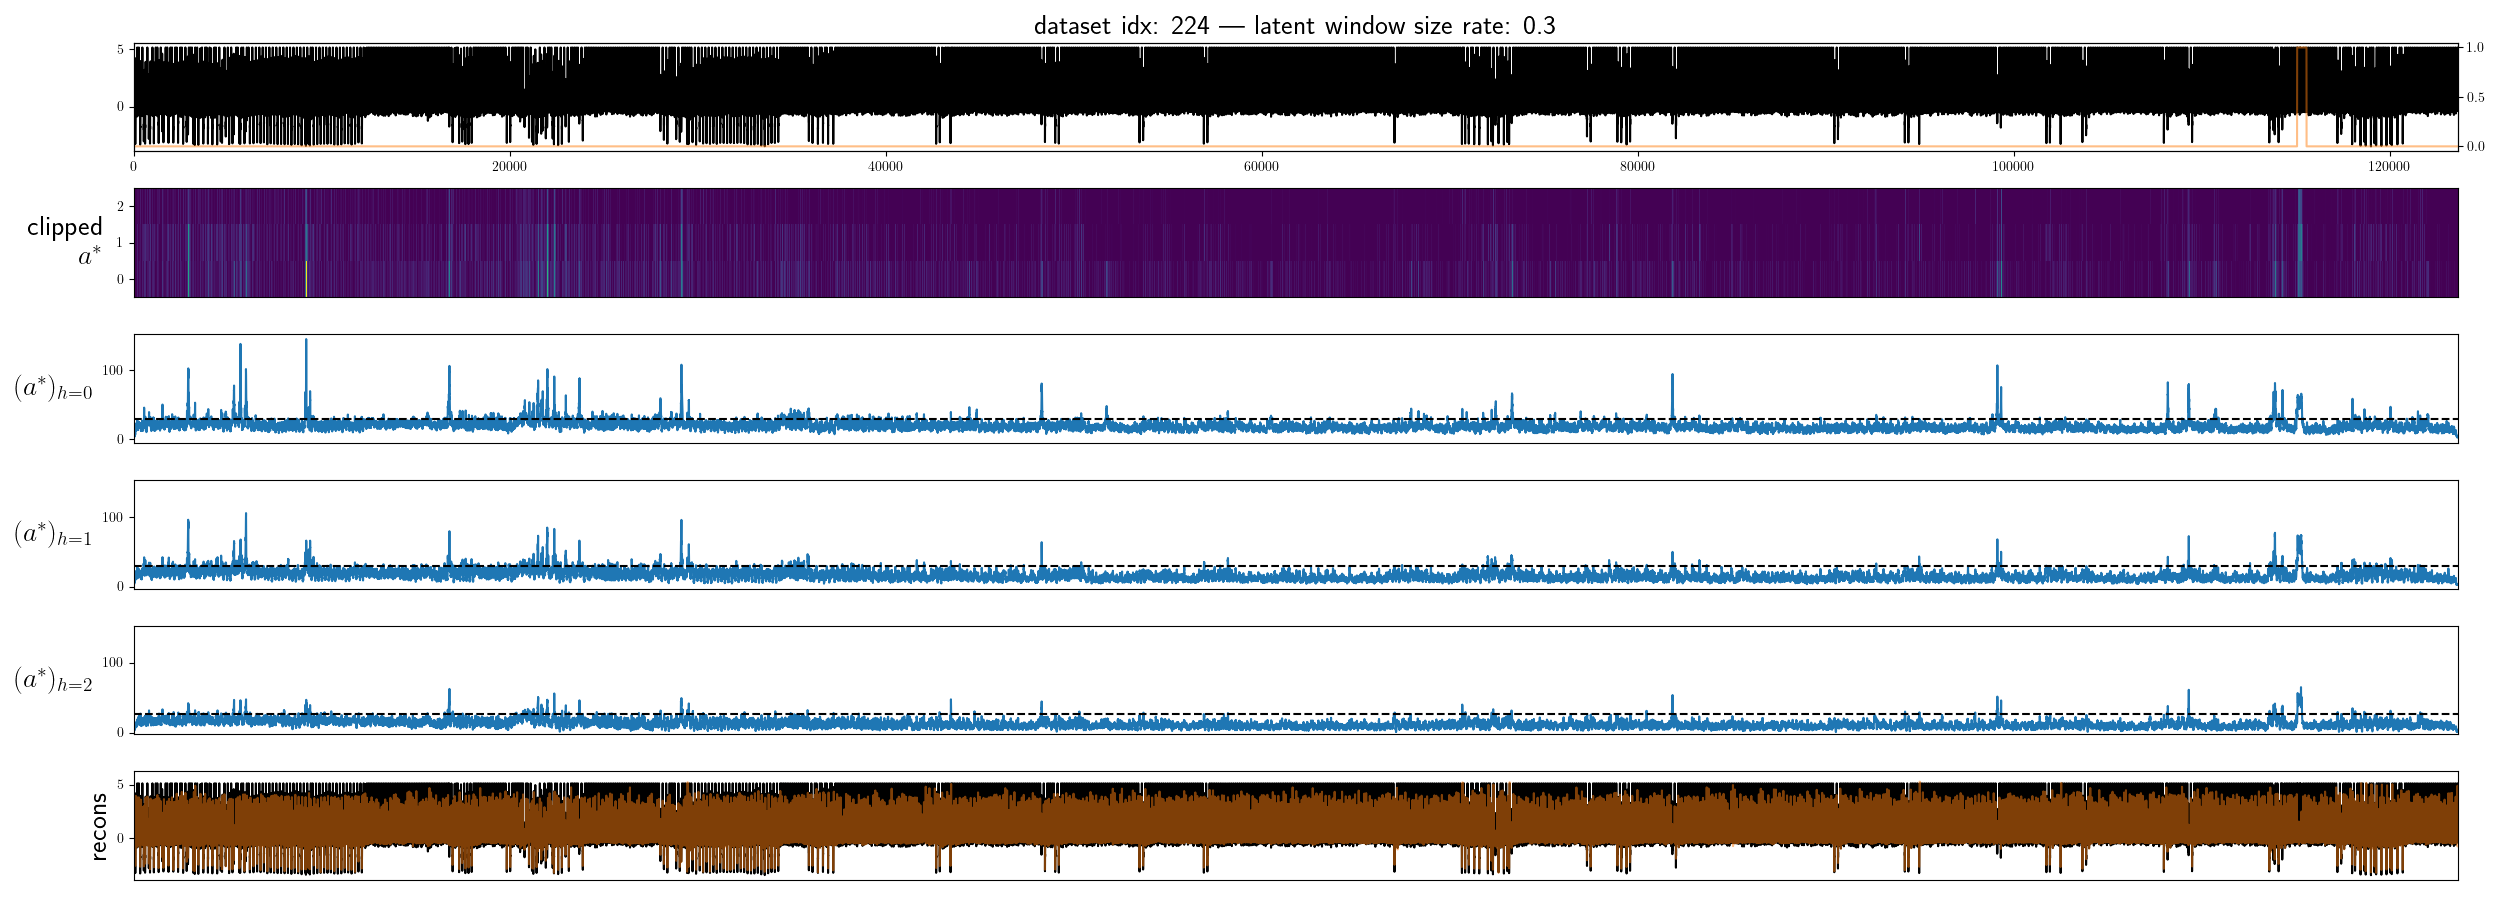 dataset idx: 224 — latent window size rate: 0.3
5
0
1.0
0.5
0.0
0 20000 40000 60000 80000 100000 120000
clipped
a*
2
1
0
(a*)h=0
100
0
(a*)h=1
100
0
(a*)h=2
100
0
recons
5
0